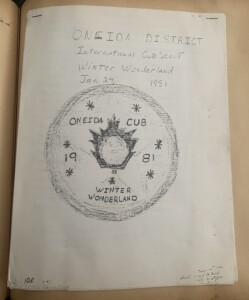 ONEIDA DISTRICT
International Cub Scout
Winter Wonderland
Jan 24 1981
ONEIDA CUB
19 81
WINTER
WONDERLAND